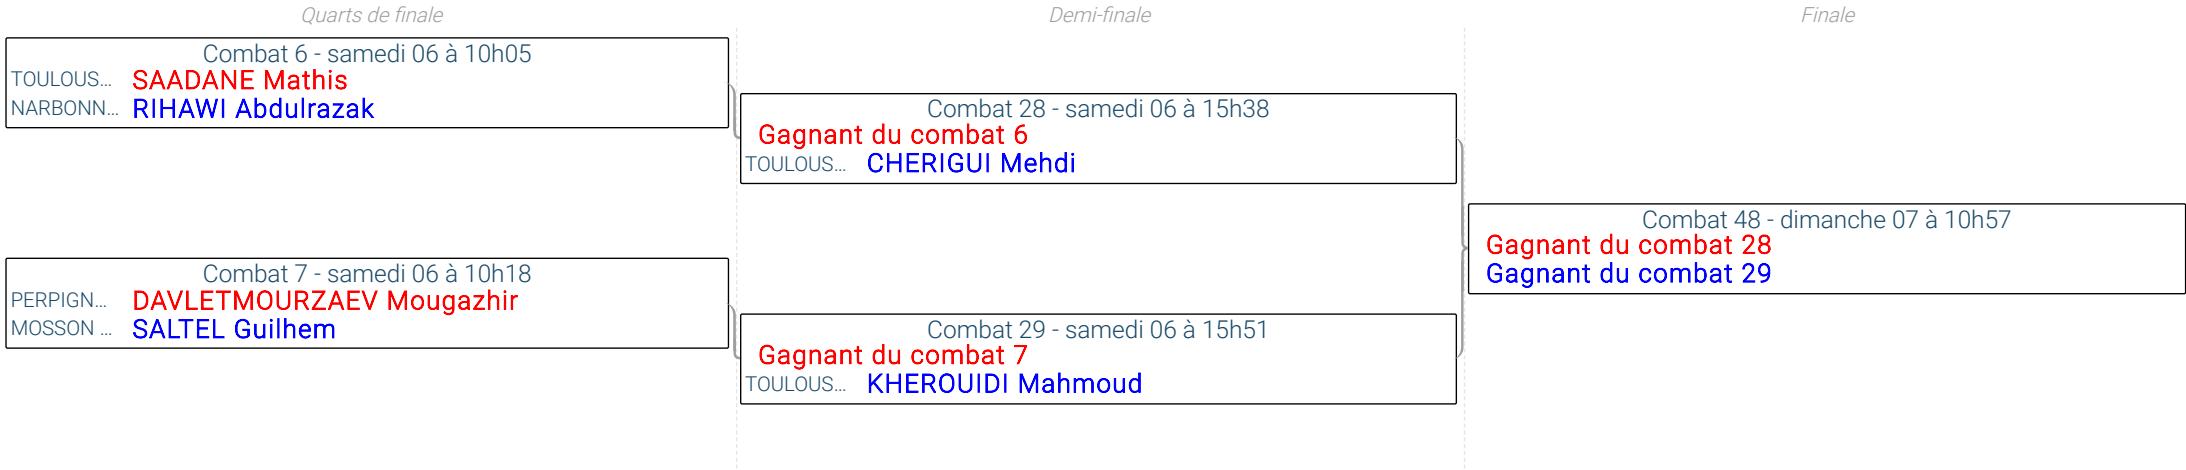 Quarts de finale
Demi-finale
Finale
Combat 6 - samedi 06 à 10h05
TOULOUS... SAADANE Mathis
NARBONN... RIHAWI Abdulrazak
Combat 28 - samedi 06 à 15h38
Gagnant du combat 6
TOULOUS... CHERIGUI Mehdi
Combat 48 - dimanche 07 à 10h57
Gagnant du combat 28
Gagnant du combat 29
Combat 7 - samedi 06 à 10h18
PERPIGN... DAVLETMOURZAEV Mougazhir
MOSSON ... SALTEL Guilhem
Combat 29 - samedi 06 à 15h51
Gagnant du combat 7
TOULOUS... KHEROUIDI Mahmoud